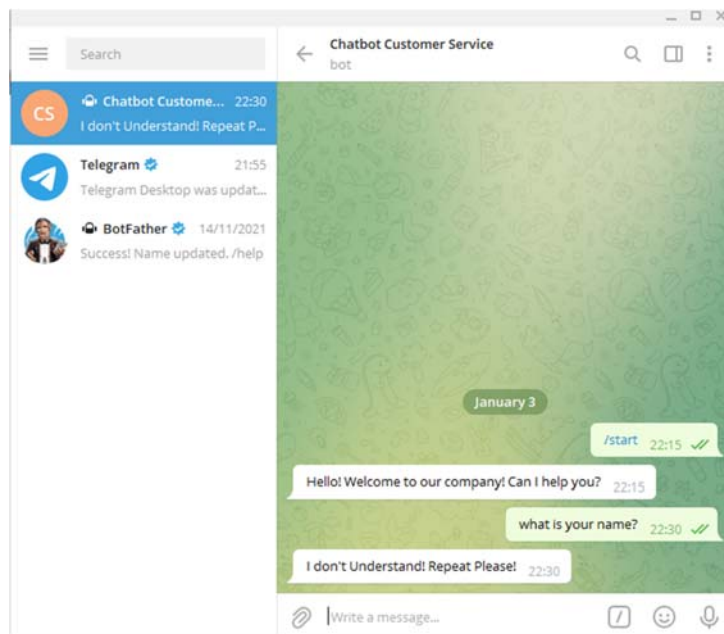 Search
Chatbot Customer Service
bot
CS
Chatbot Custome... 22:30
I don't Understand! Repeat P...
Telegram 21:55
Telegram Desktop was updat...
BotFather 14/11/2021
Success! Name updated. /help
January 3
/start 22:15
Hello! Welcome to our company! Can I help you? 22:15
what is your name? 22:30
I don't Understand! Repeat Please! 22:30
Write a message...